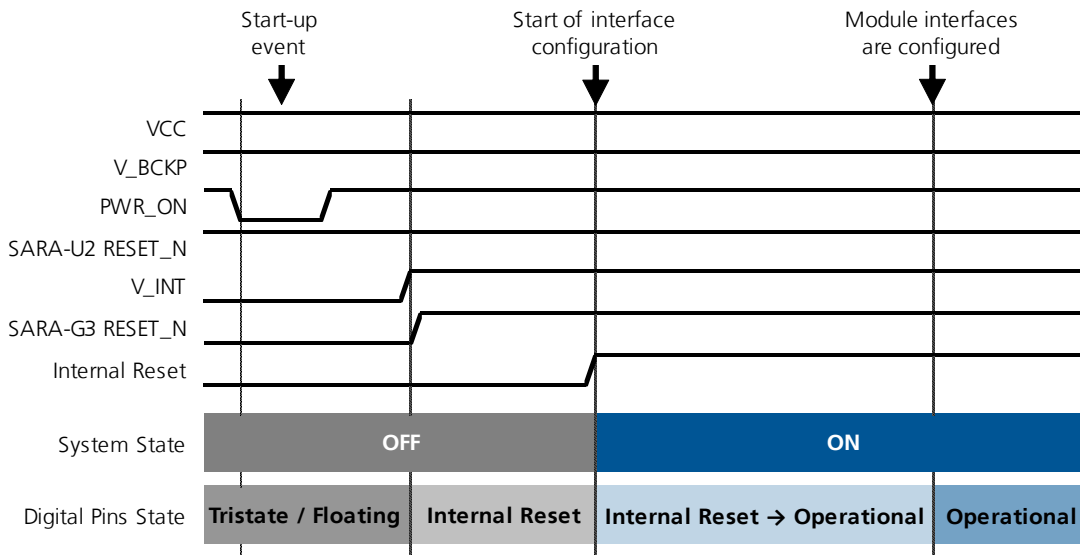 Start-up
event
Start of interface
configuration
Module interfaces
are configured
VCC
V_BCKP
PWR_ON
SARA-U2 RESET_N
V_INT
SARA-G3 RESET_N
Internal Reset
System State
OFF
ON
Digital Pins State
Tristate / Floating
Internal Reset
Internal Reset → Operational
Operational